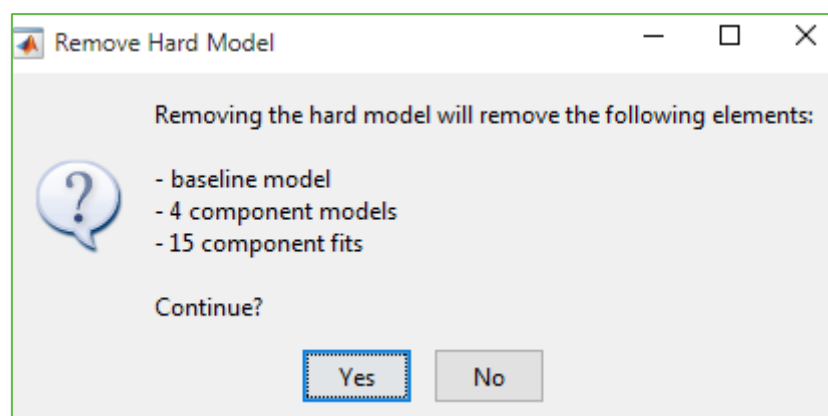 Remove Hard Model
Removing the hard model will remove the following elements:
- baseline model
- 4 component models
- 15 component fits
Continue?
Yes No